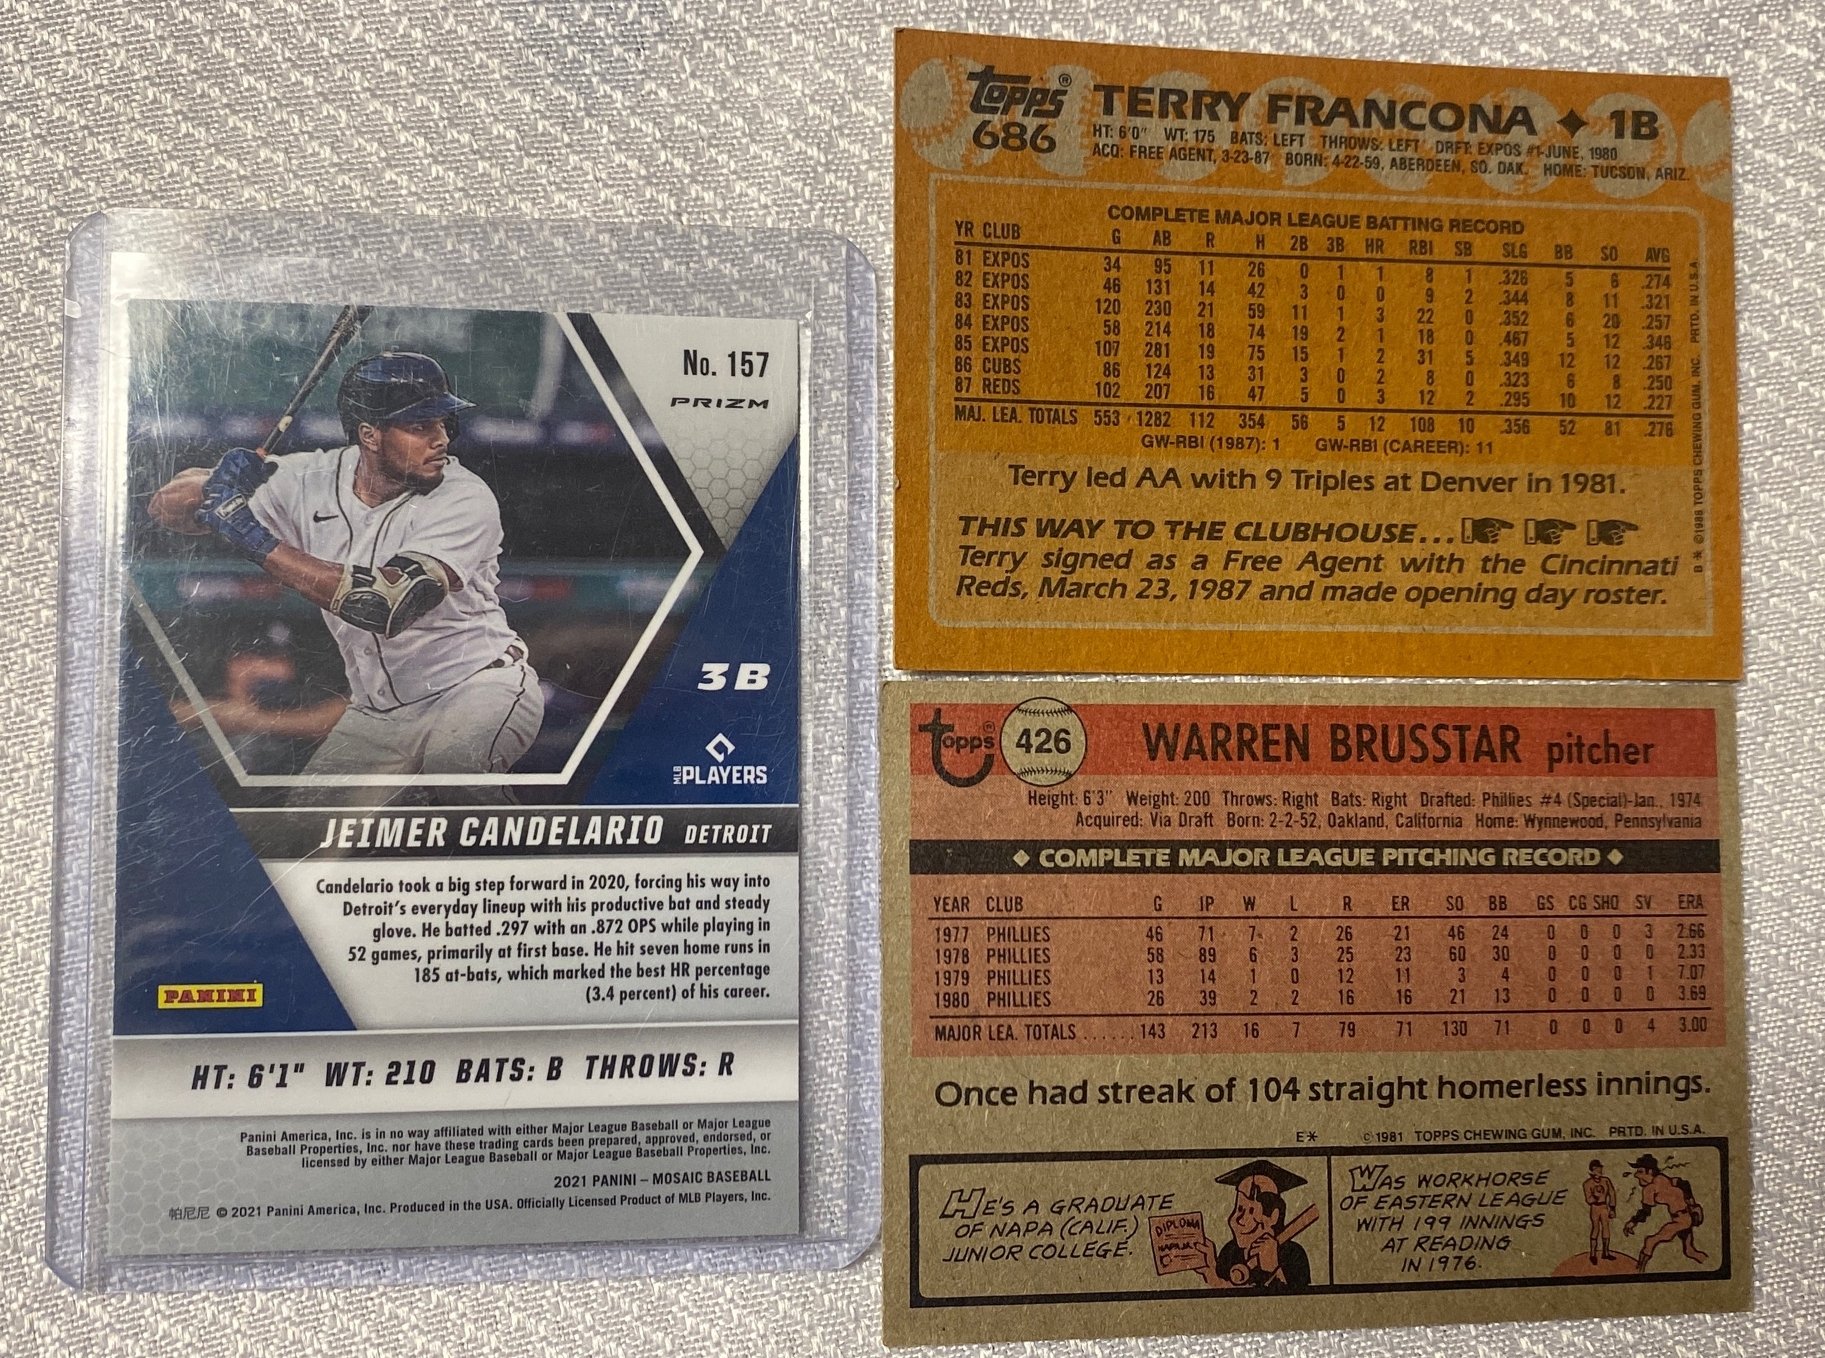 No. 157
PRIZM
3B
MLB PLAYERS
JEIMER CANDELARIO DETROIT
Candelario took a big step forward in 2020, forcing his way into
Detroit's everyday lineup with his productive bat and steady
glove. He batted .297 with an .872 OPS while playing in
52 games, primarily at first base. He hit seven home runs in
185 at-bats, which marked the best HR percentage
(3.4 percent) of his career.
PANINI
HT: 6'1" WT: 210 BATS: B THROWS: R
Panini America, Inc. is in no way affiliated with either Major League Baseball or Major League
Baseball Properties, Inc. nor have these trading cards been prepared, approved, endorsed, or
licensed by either Major League Baseball or Major League Baseball Properties, Inc.
2021 PANINI – MOSAIC BASEBALL
帕尼尼 © 2021 Panini America, Inc. Produced in the USA. Officially Licensed Product of MLB Players, Inc.
topps®
686
TERRY FRANCONA ◆ 1B
HT: 6'0" WT: 175 BATS: LEFT THROWS: LEFT DRFT: EXPOS #1-JUNE, 1980
ACQ: FREE AGENT, 3-23-87 BORN: 4-22-59, ABERDEEN, SO. DAK. HOME: TUCSON, ARIZ.
COMPLETE MAJOR LEAGUE BATTING RECORD
YR CLUB G AB R H 2B 3B HR RBI SB SLG BB SO AVG
81 EXPOS 34 95 11 26 0 1 1 8 1 .326 5 6 .274
82 EXPOS 46 131 14 42 3 0 0 9 2 .344 8 11 .321
83 EXPOS 120 230 21 59 11 1 3 22 0 .352 6 20 .257
84 EXPOS 58 214 18 74 19 2 1 18 0 .467 5 12 .346
85 EXPOS 107 281 19 75 15 1 2 31 5 .349 12 12 .267
86 CUBS 86 124 13 31 3 0 2 8 0 .323 6 8 .250
87 REDS 102 207 16 47 5 0 3 12 2 .295 10 12 .227
MAJ. LEA. TOTALS 553 1282 112 354 56 5 12 108 10 .356 52 81 .276
GW-RBI (1987): 1 GW-RBI (CAREER): 11
Terry led AA with 9 Triples at Denver in 1981.
THIS WAY TO THE CLUBHOUSE...
Terry signed as a Free Agent with the Cincinnati
Reds, March 23, 1987 and made opening day roster.
B* ©1988 TOPPS CHEWING GUM, INC. PRTD. IN U.S.A.
topps®
426
WARREN BRUSSTAR pitcher
Height: 6'3" Weight: 200 Throws: Right Bats: Right Drafted: Phillies #4 (Special)-Jan., 1974
Acquired: Via Draft Born: 2-2-52, Oakland, California Home: Wynnewood, Pennsylvania
◆ COMPLETE MAJOR LEAGUE PITCHING RECORD ◆
YEAR CLUB G IP W L R ER SO BB GS CG SHO SV ERA
1977 PHILLIES 46 71 7 2 26 21 46 24 0 0 0 3 2.66
1978 PHILLIES 58 89 6 3 25 23 60 30 0 0 0 0 2.33
1979 PHILLIES 13 14 1 0 12 11 3 4 0 0 0 1 7.07
1980 PHILLIES 26 39 2 2 16 16 21 13 0 0 0 0 3.69
MAJOR LEA. TOTALS ...... 143 213 16 7 79 71 130 71 0 0 0 4 3.00
Once had streak of 104 straight homerless innings.
E* ©1981 TOPPS CHEWING GUM, INC. PRTD. IN U.S.A.
HE'S A GRADUATE
OF NAPA (CALIF.)
JUNIOR COLLEGE.
DIPLOMA
NAPA J.C.
WAS WORKHORSE
OF EASTERN LEAGUE
WITH 199 INNINGS
AT READING
IN 1976.